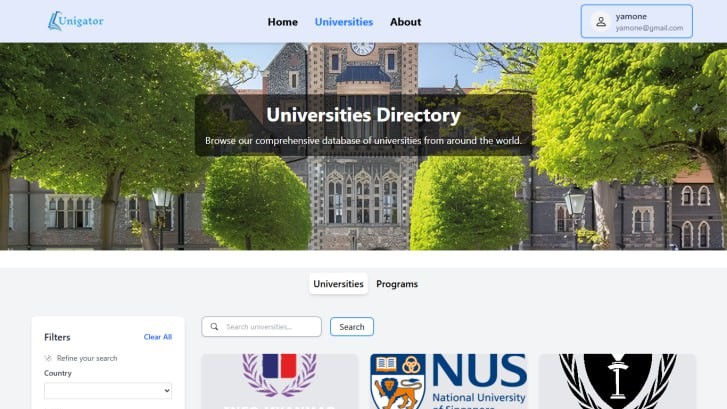 Unigator
Home
Universities
About
yamone
yamone@gmail.com
Universities Directory
Browse our comprehensive database of universities from around the world.
Universities
Programs
Filters
Clear All
Refine your search
Country
Search universities...
Search
NUS
National University
of Singapore